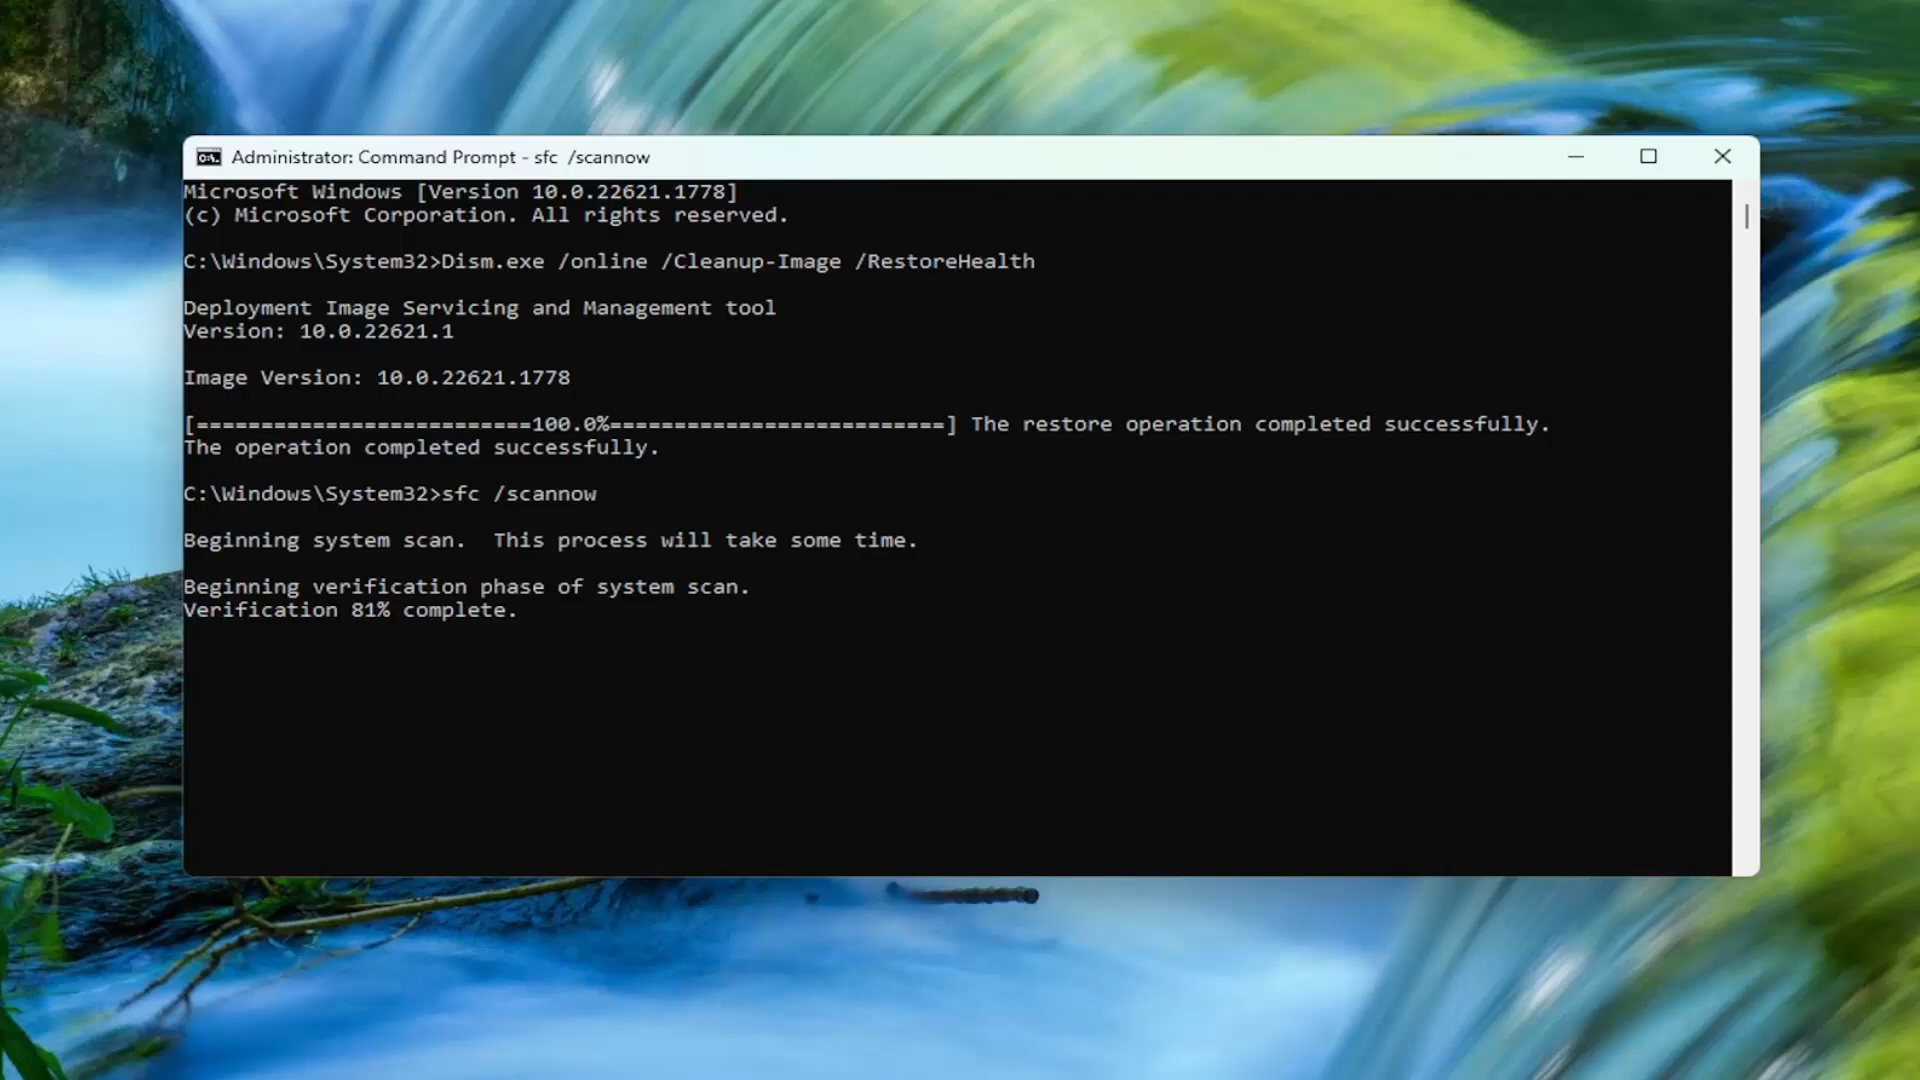 Administrator: Command Prompt - sfc  /scannow
Microsoft Windows [Version 10.0.22621.1778]
(c) Microsoft Corporation. All rights reserved.
C:\Windows\System32>Dism.exe /online /Cleanup-Image /RestoreHealth
Deployment Image Servicing and Management tool
Version: 10.0.22621.1
Image Version: 10.0.22621.1778
[==========================100.0%==========================] The restore operation completed successfully.
The operation completed successfully.
C:\Windows\System32>sfc /scannow
Beginning system scan.  This process will take some time.
Beginning verification phase of system scan.
Verification 81% complete.